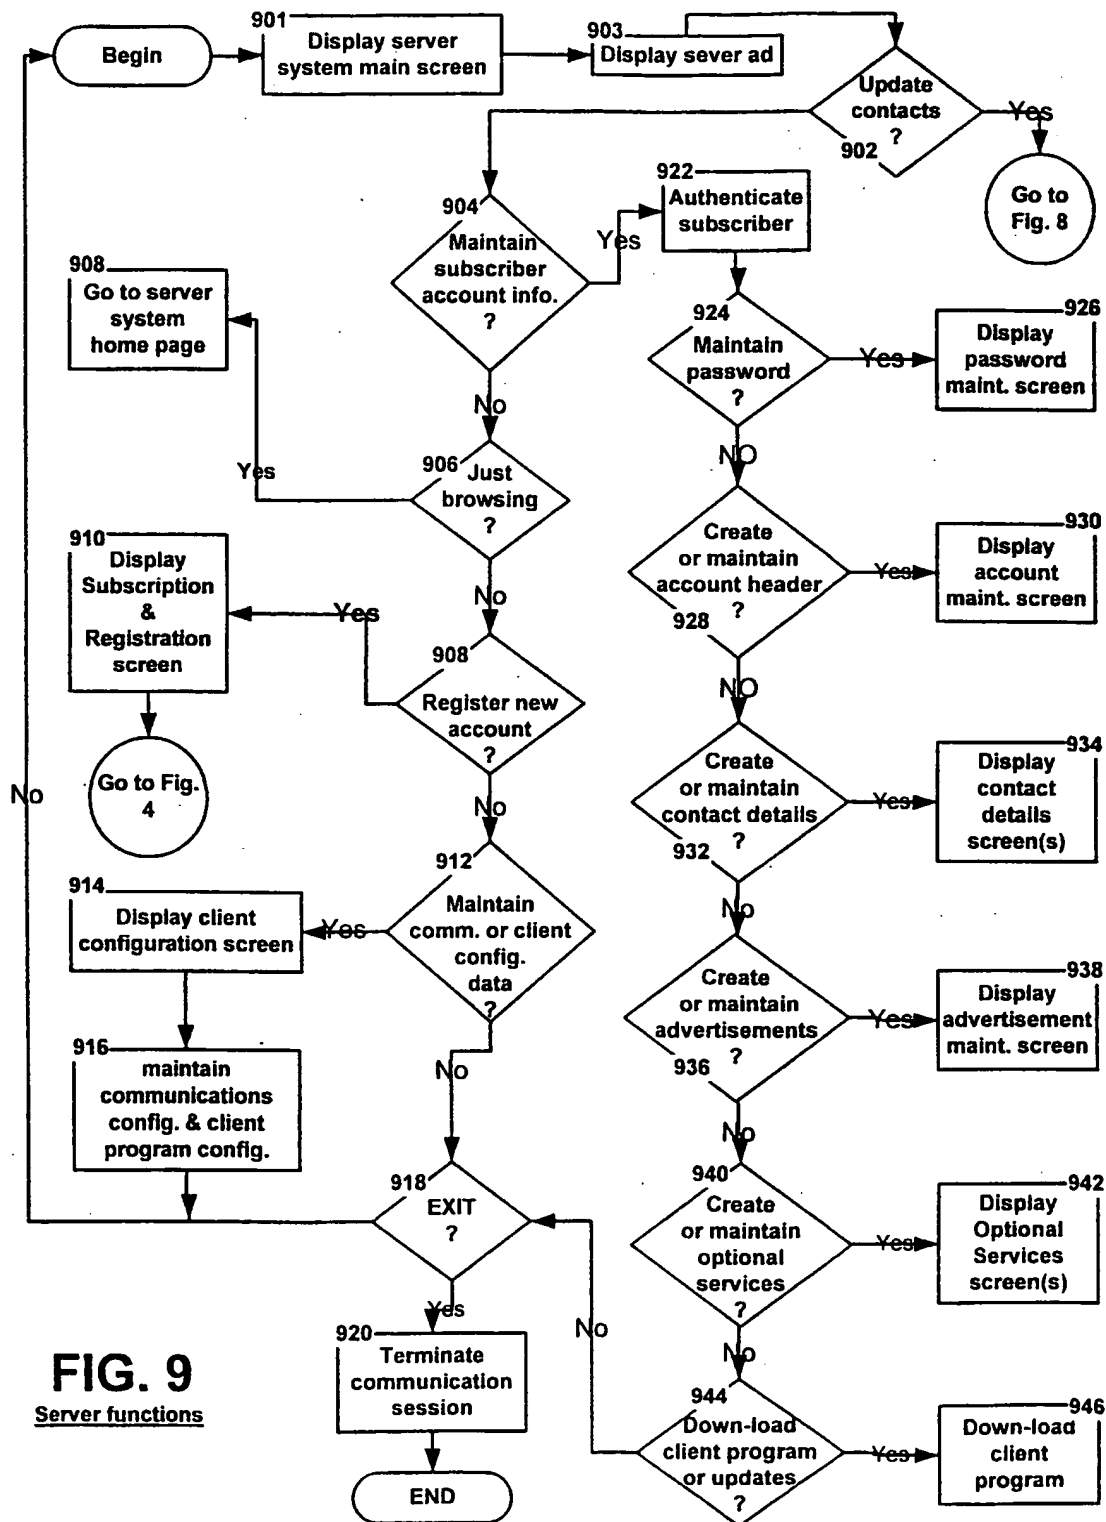 Begin
901
Display server
system main screen
903
Display sever ad
Update
contacts
?
902
Yes
Go to
Fig. 8
904
Maintain
subscriber
account info.
?
Yes
No
922
Authenticate
subscriber
924
Maintain
password
?
Yes
NO
926
Display
password
maint. screen
908
Go to server
system
home page
906
Just
browsing
?
Yes
No
Create
or maintain
account header
?
928
Yes
NO
930
Display
account
maint. screen
910
Display
Subscription
&
Registration
screen
Go to Fig.
4
908
Register new
account
?
Yes
No
Create
or maintain
contact details
?
932
Yes
No
934
Display
contact
details
screen(s)
912
Maintain
comm. or client
config.
data
?
Yes
No
914
Display client
configuration screen
916
maintain
communications
config. & client
program config.
Create
or maintain
advertisements
?
936
Yes
No
938
Display
advertisement
maint. screen
918
EXIT
?
No
Yes
940
Create
or maintain
optional
services
?
Yes
No
942
Display
Optional
Services
screen(s)
920
Terminate
communication
session
END
944
Down-load
client program
or updates
?
No
Yes
946
Down-load
client
program
FIG. 9
Server functions